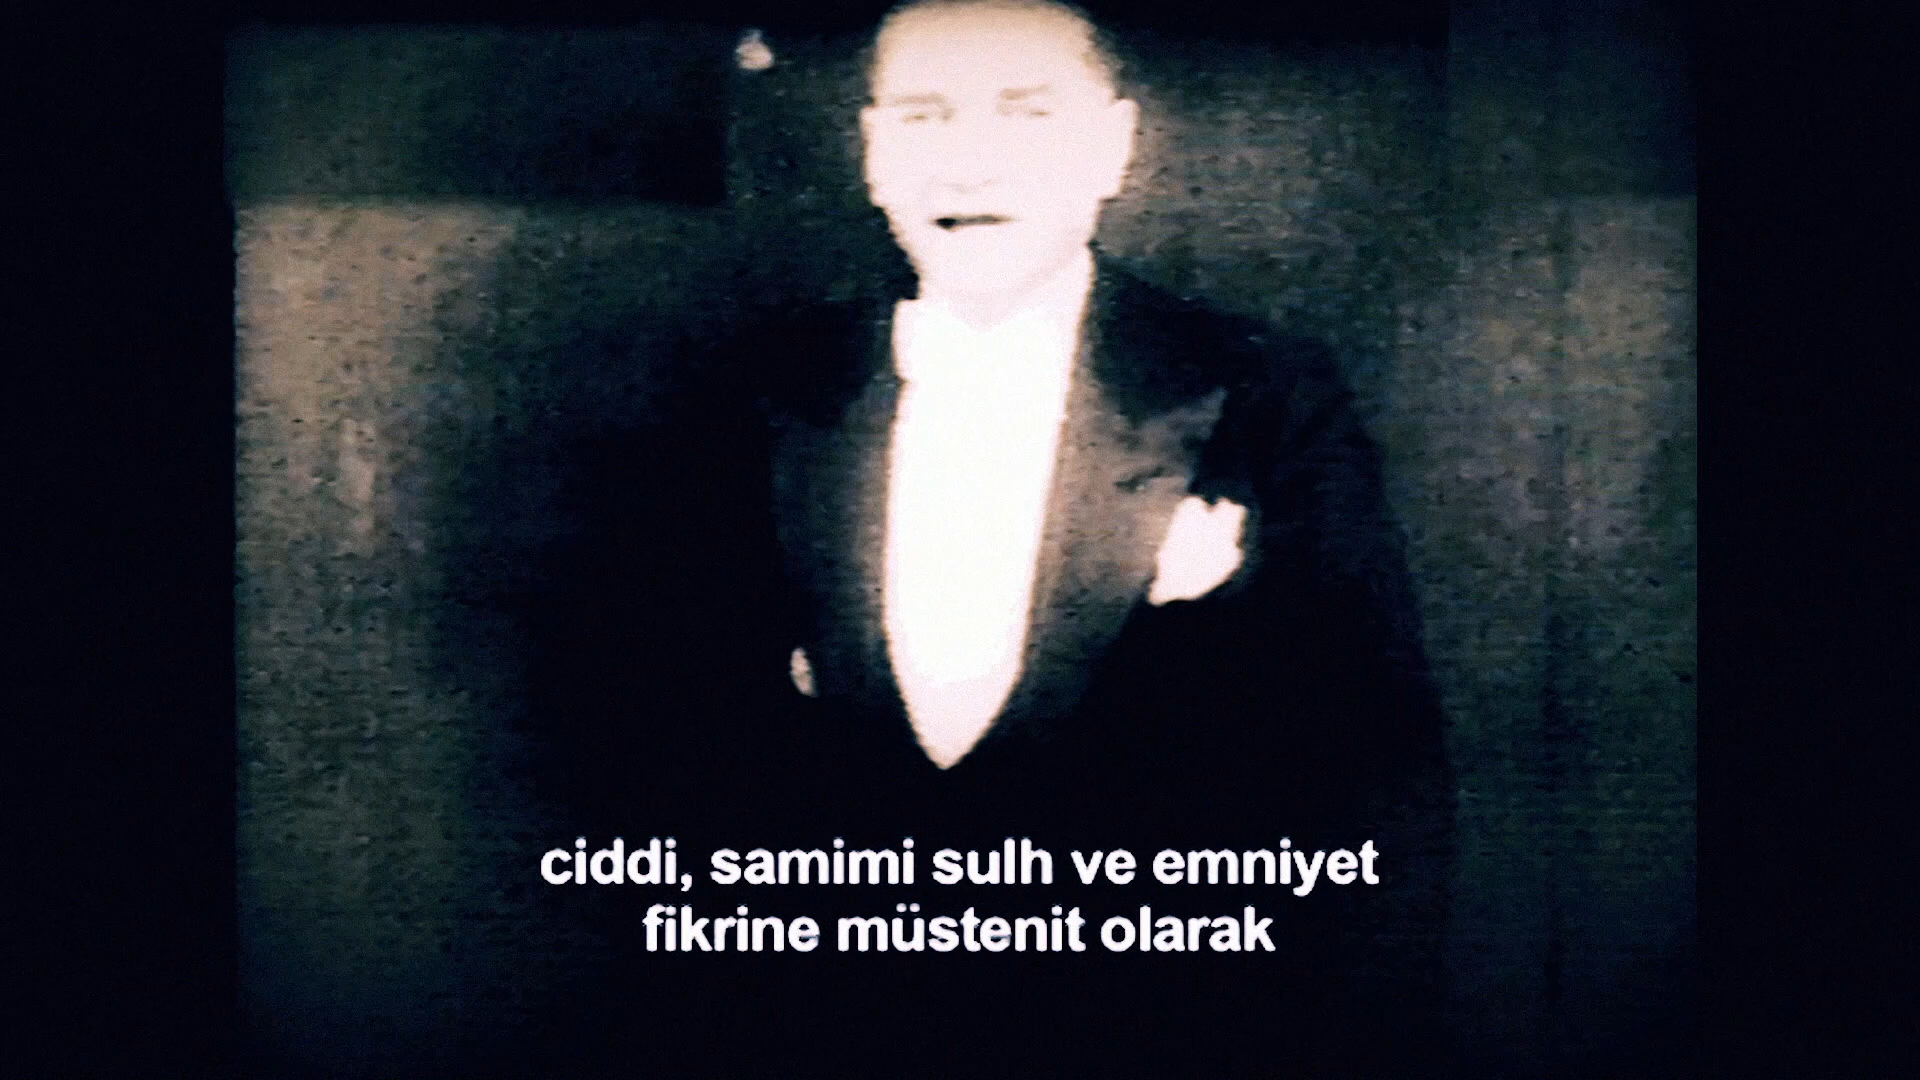 ciddi, samimi sulh ve emniyet
fikrine müstenit olarak